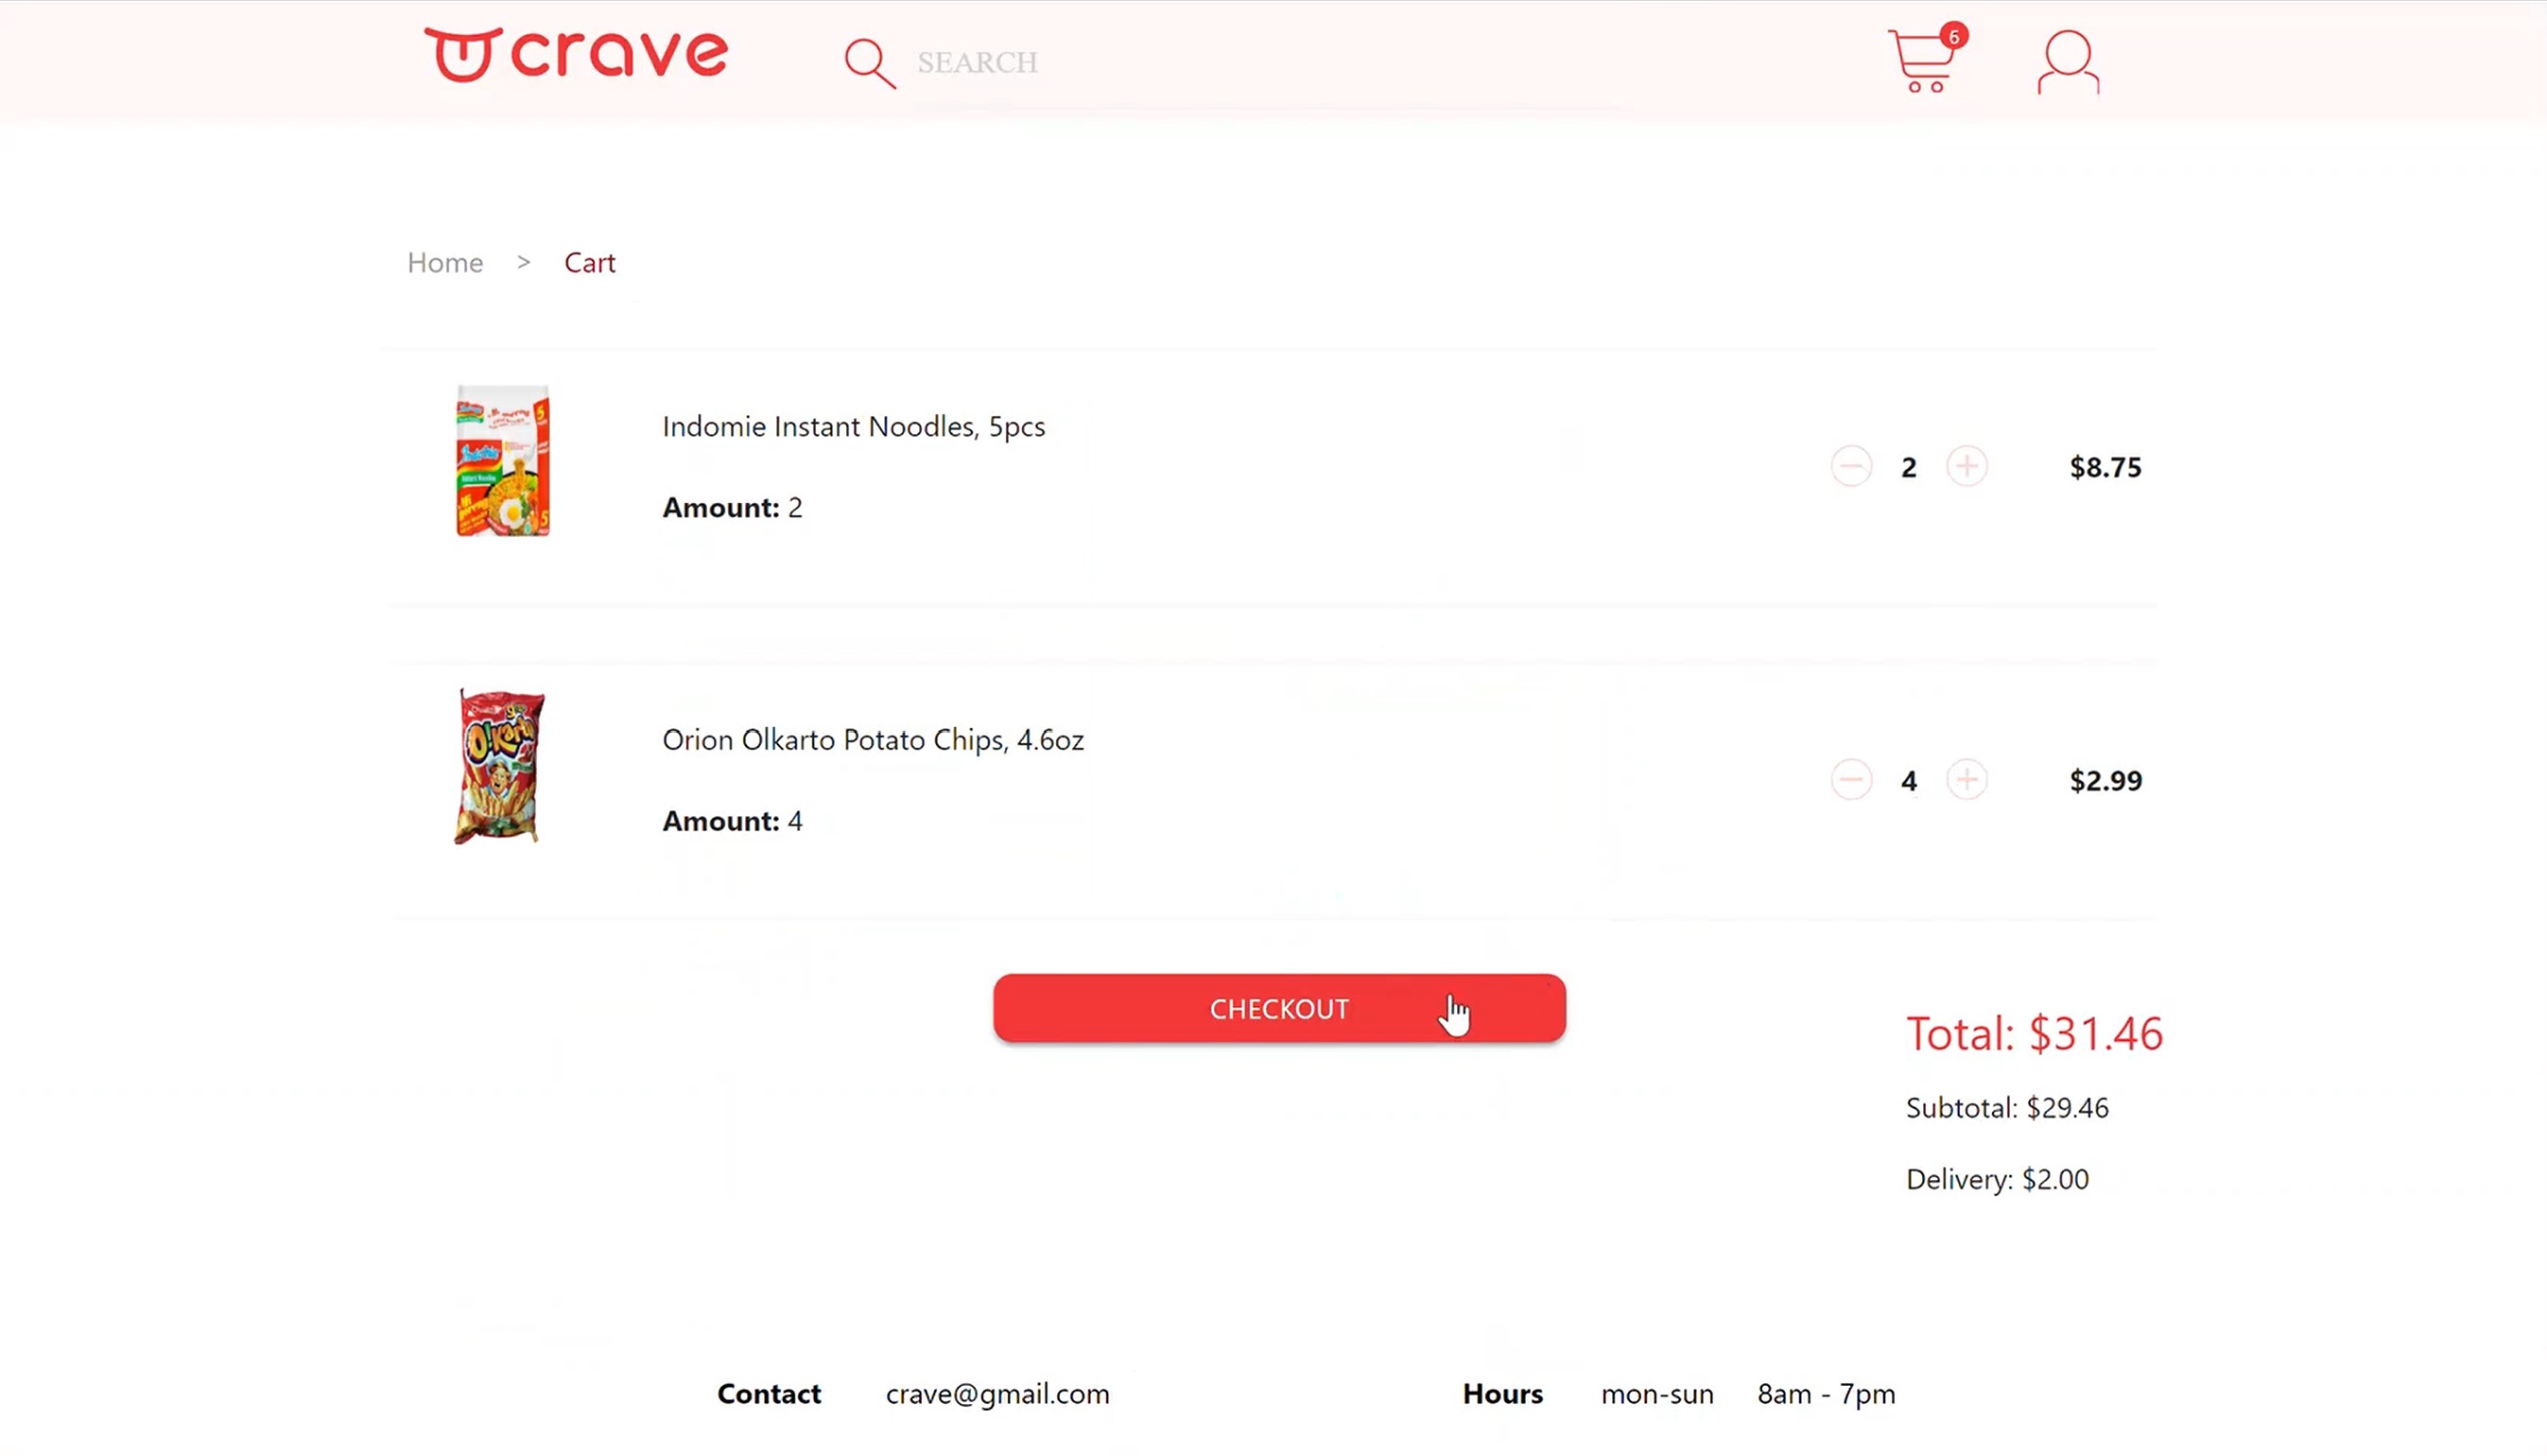 crave
SEARCH
6
Home > Cart
Indomie Instant Noodles, 5pcs
Amount: 2
2
$8.75
Orion Olkarto Potato Chips, 4.6oz
Amount: 4
4
$2.99
CHECKOUT
Total: $31.46
Subtotal: $29.46
Delivery: $2.00
Contact crave@gmail.com
Hours mon-sun 8am - 7pm